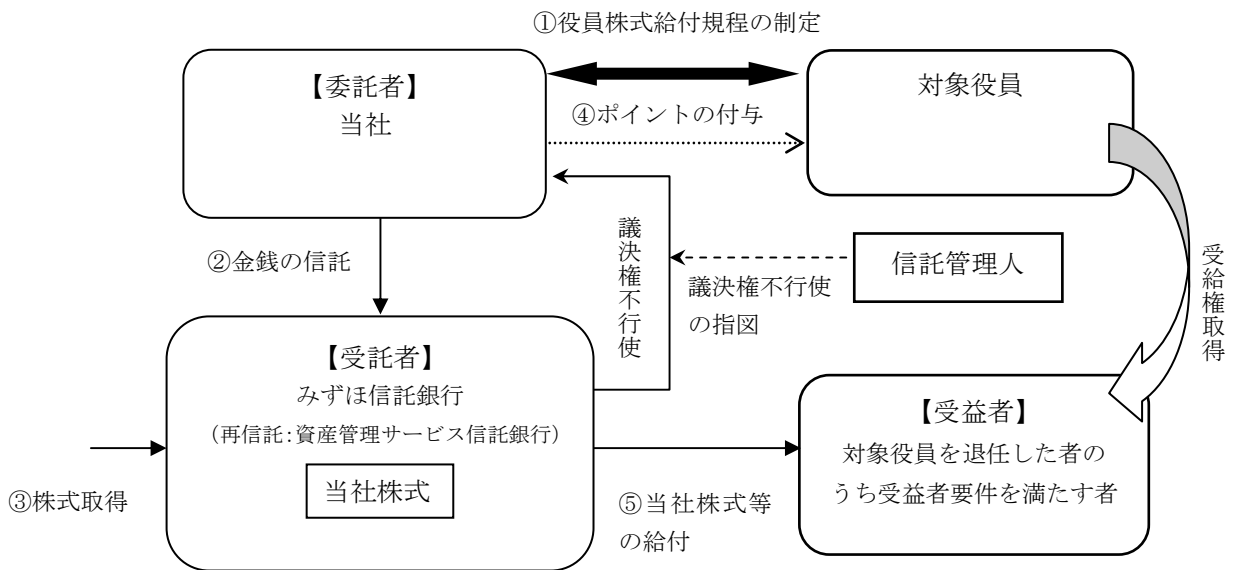 ①役員株式給付規程の制定
【委託者】
当社
対象役員
④ポイントの付与
②金銭の信託
議決権不行使
議決権不行使
の指図
信託管理人
受給権取得
【受託者】
みずほ信託銀行
（再信託：資産管理サービス信託銀行）
当社株式
③株式取得
⑤当社株式等
の給付
【受益者】
対象役員を退任した者の
うち受益者要件を満たす者